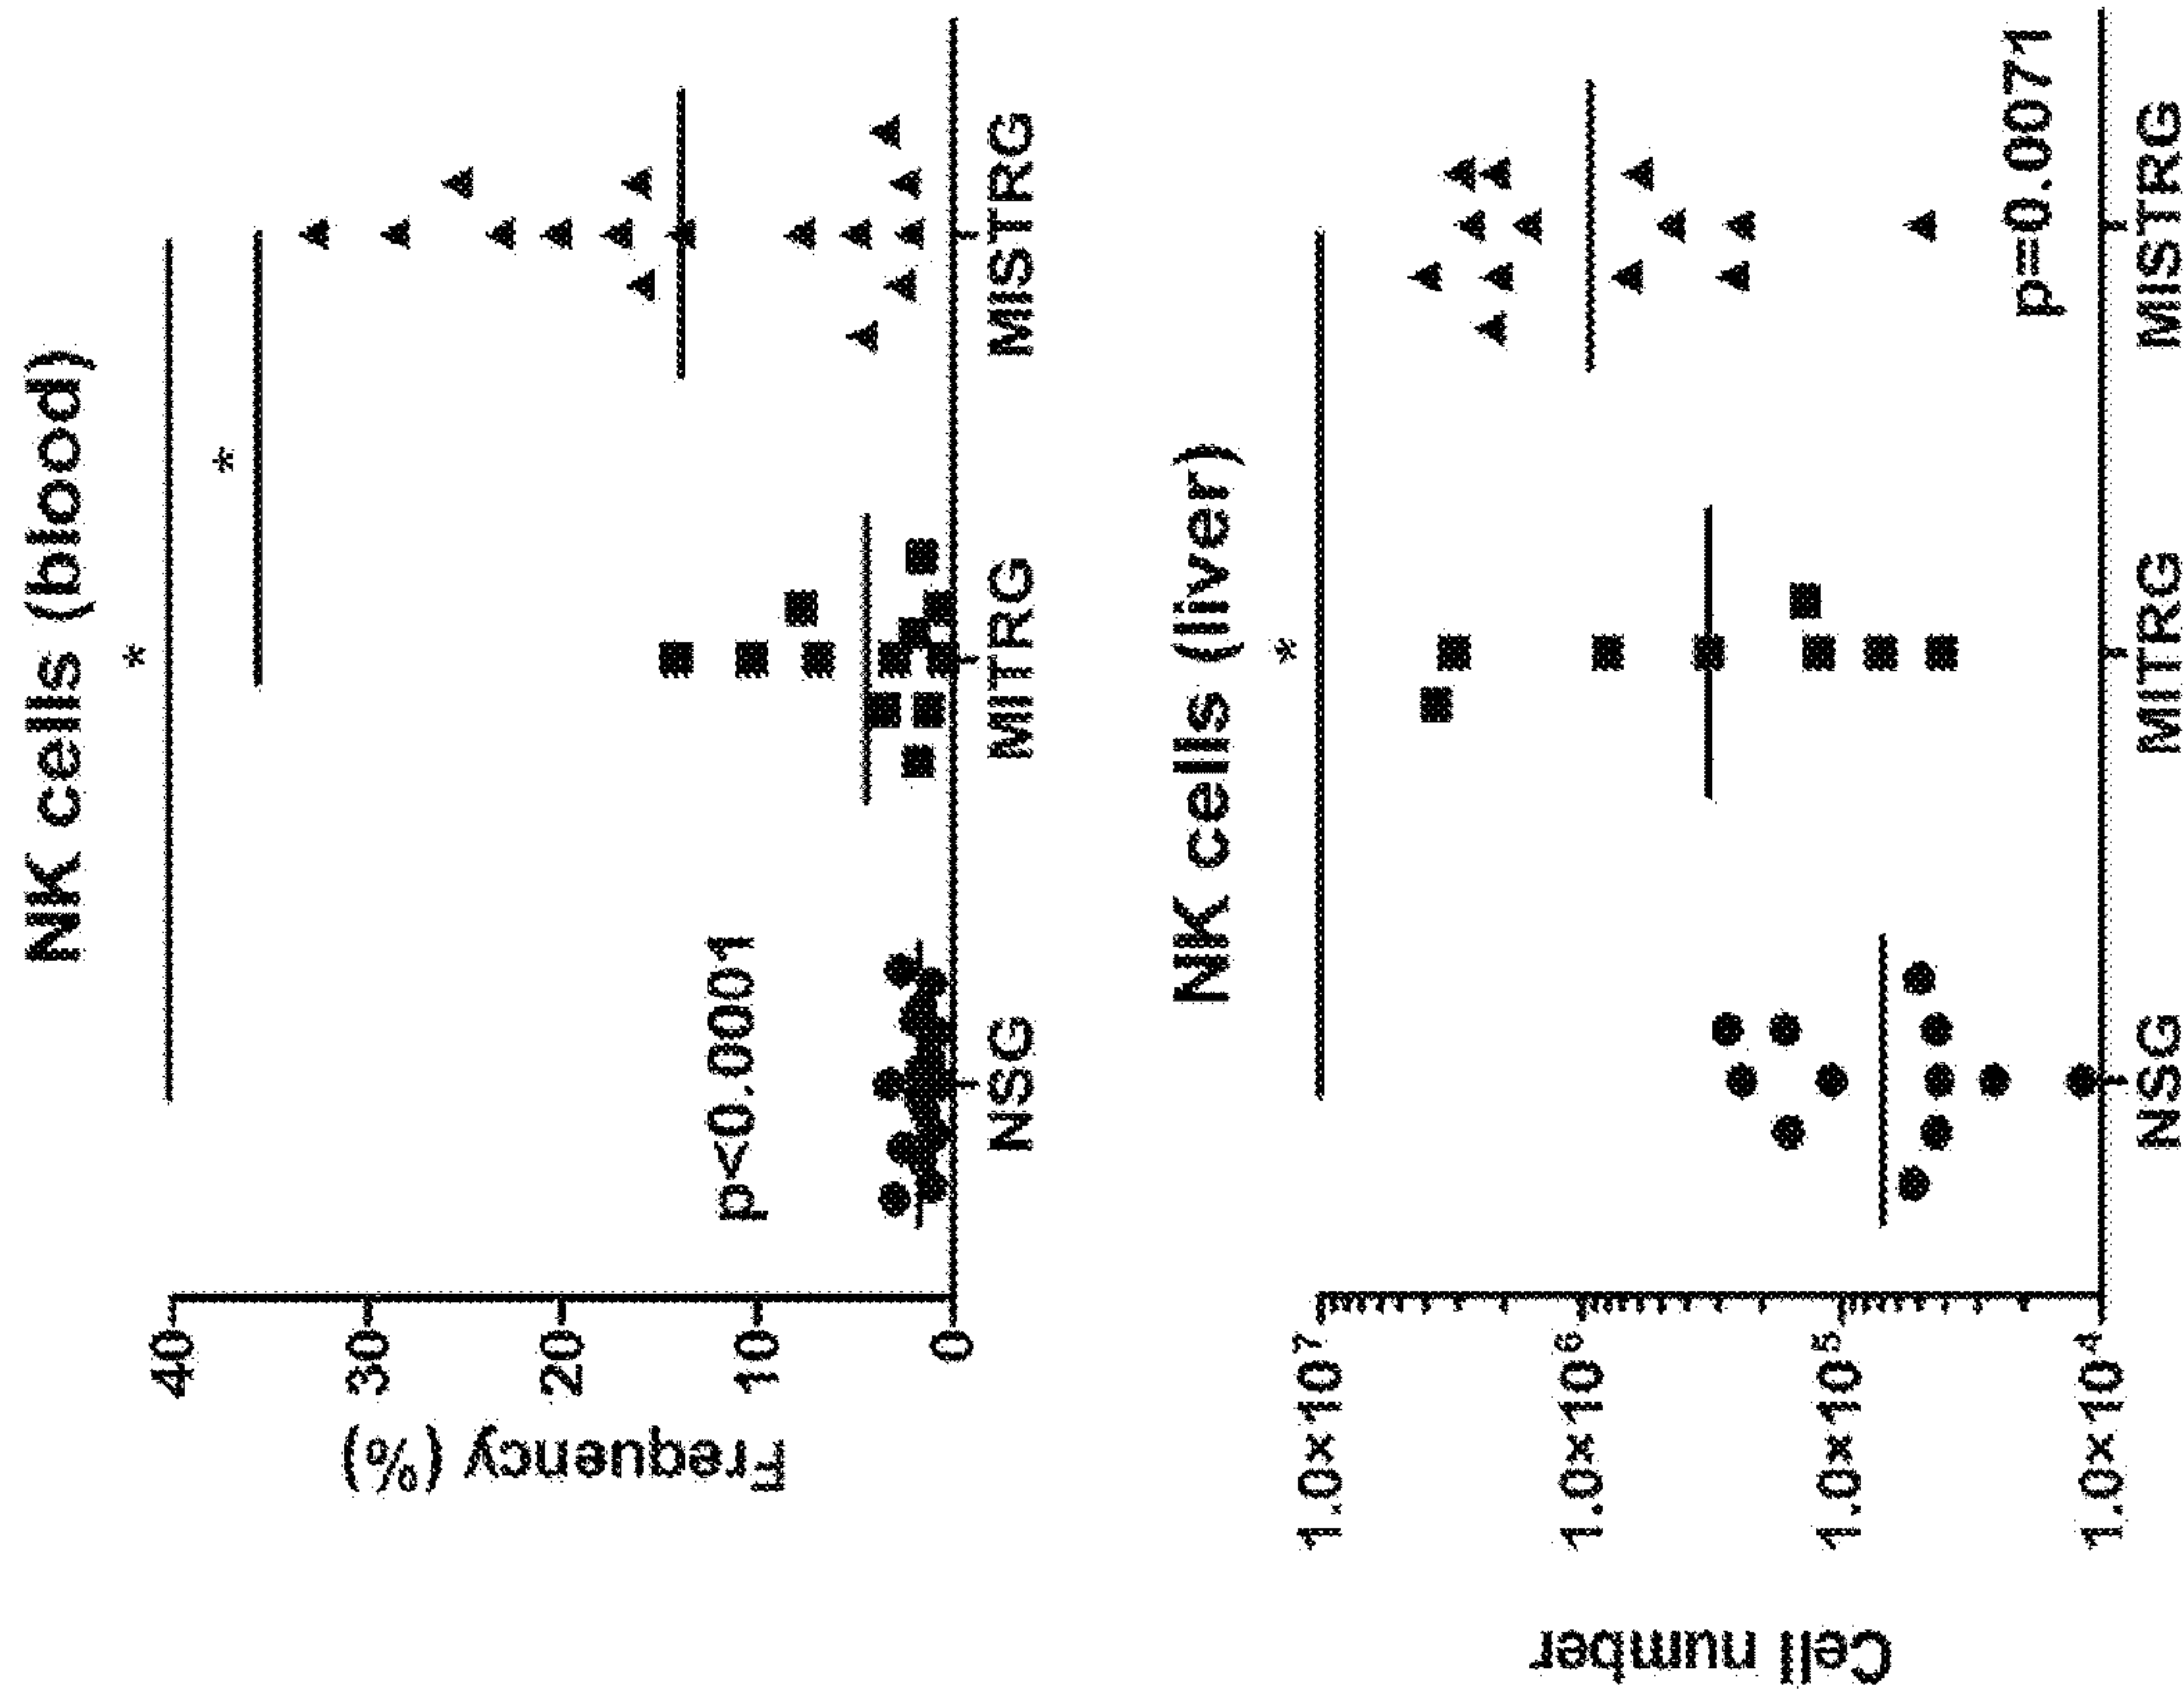 NK cells (blood)
*
*
p<0.0001
40
30
20
10
0
Frequency (%)
NSG MITRG MISTRG
NK cells (liver)
*
1.0×10⁷
1.0×10⁶
1.0×10⁵
1.0×10⁴
Cell number
p=0.0071
NSG MITRG MISTRG